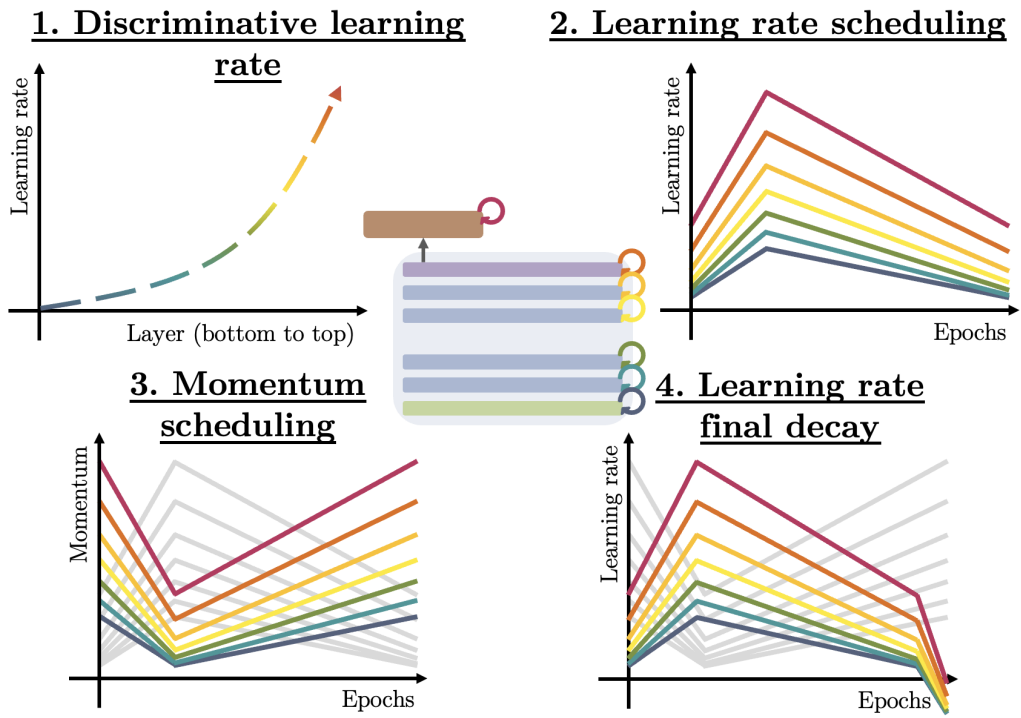 1. Discriminative learning
rate
Learning rate
Layer (bottom to top)
2. Learning rate scheduling
Learning rate
Epochs
3. Momentum
scheduling
Momentum
Epochs
4. Learning rate
final decay
Learning rate
Epochs